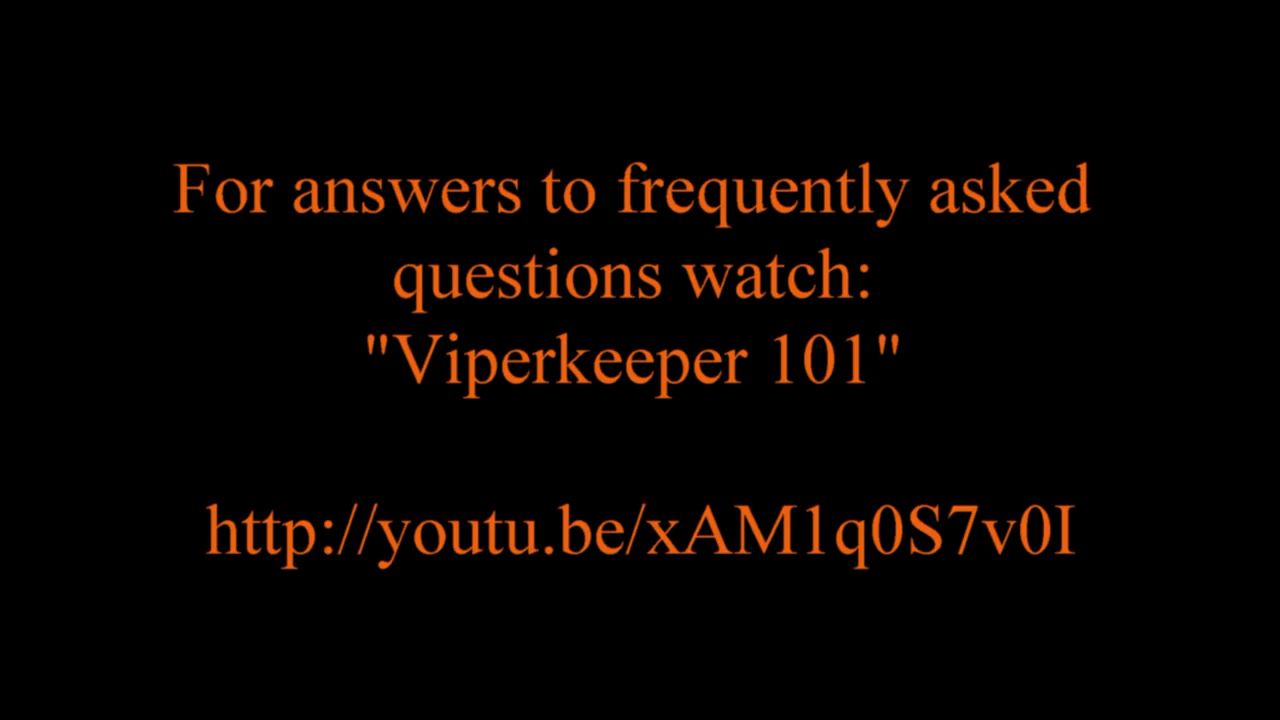 For answers to frequently asked
questions watch:
"Viperkeeper 101"
http://youtu.be/xAM1q0S7v0I